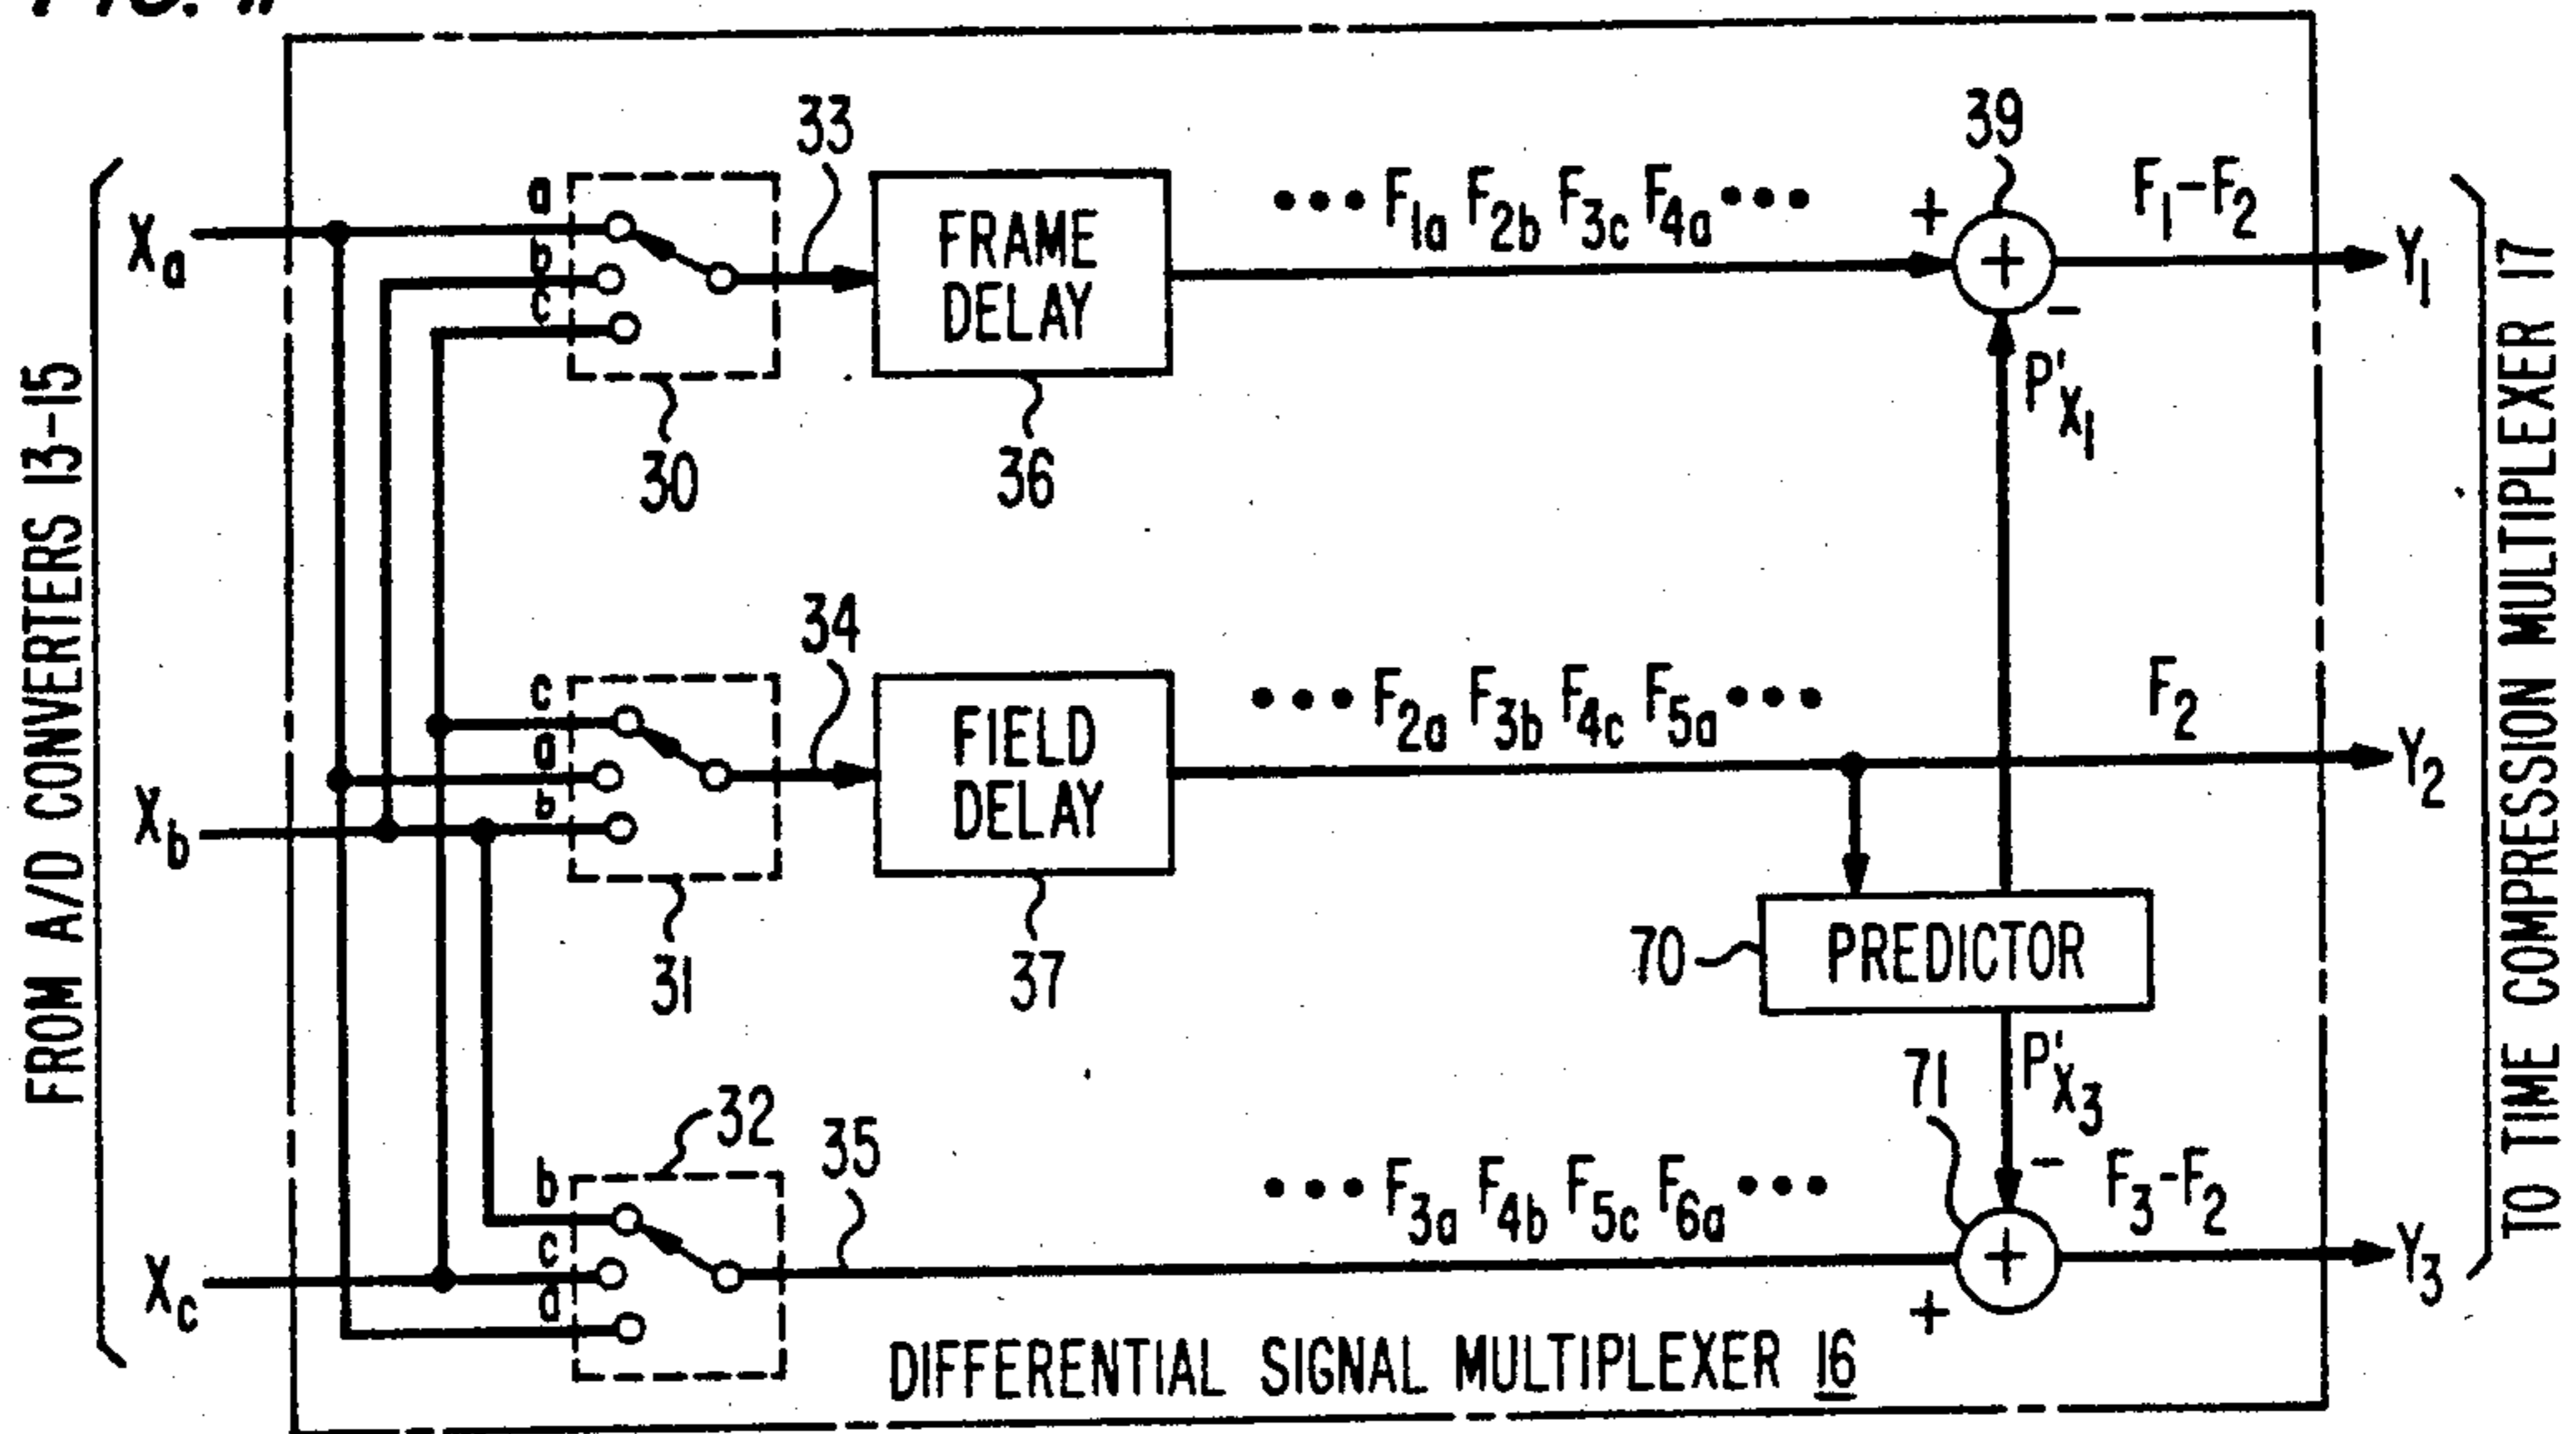 FIG. 11
33
39
a
b
c
Xa
FRAME
DELAY
••• F1a F2b F3c F4a •••
+
+
−
F1−F2
Y1
P'X1
30
36
FROM A/D CONVERTERS 13-15
TO TIME COMPRESSION MULTIPLEXER 17
34
c
a
b
Xb
FIELD
DELAY
••• F2a F3b F4c F5a •••
F2
Y2
31
37
70
PREDICTOR
32
35
71
P'X3
b
c
a
Xc
••• F3a F4b F5c F6a •••
−
F3−F2
+
+
Y3
DIFFERENTIAL SIGNAL MULTIPLEXER 16